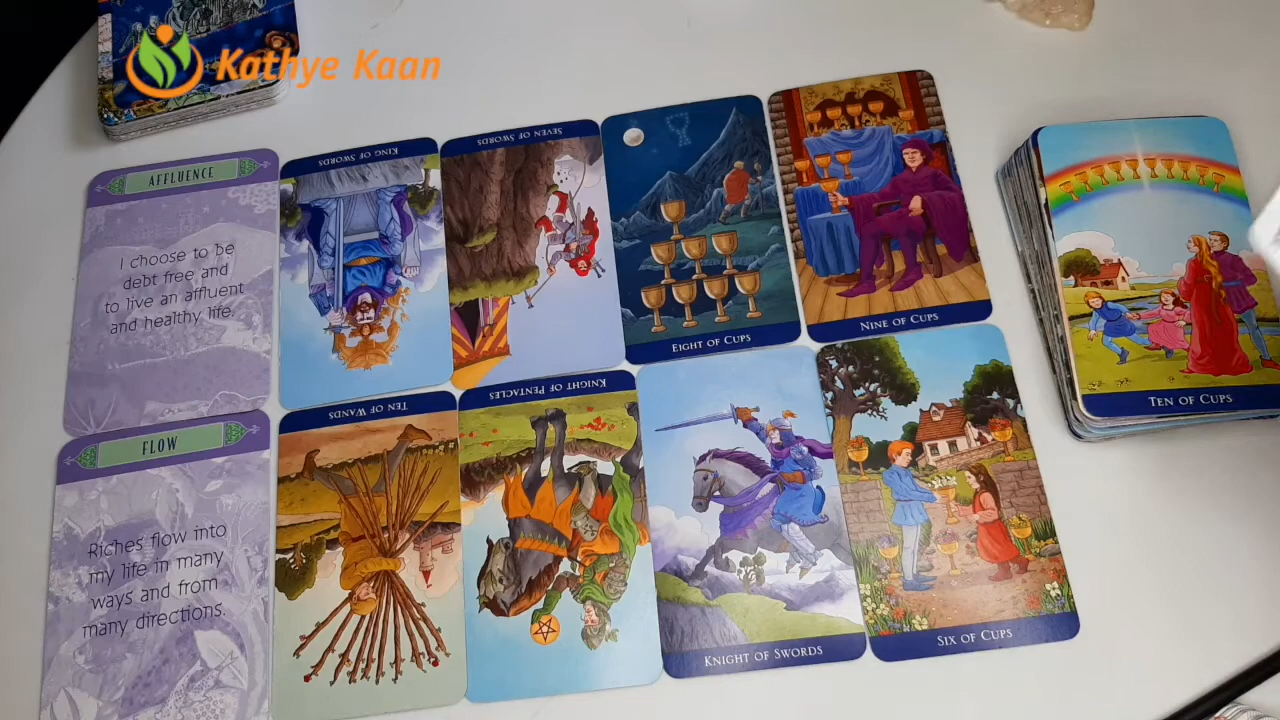 Kathye Kaan
AFFLUENCE
I choose to be
debt free and
to live an affluent
and healthy life.
KING OF SWORDS
SEVEN OF SWORDS
EIGHT OF CUPS
NINE OF CUPS
TEN OF CUPS
FLOW
Riches flow into
my life in many
ways and from
many directions.
TEN OF WANDS
KNIGHT OF PENTACLES
KNIGHT OF SWORDS
SIX OF CUPS